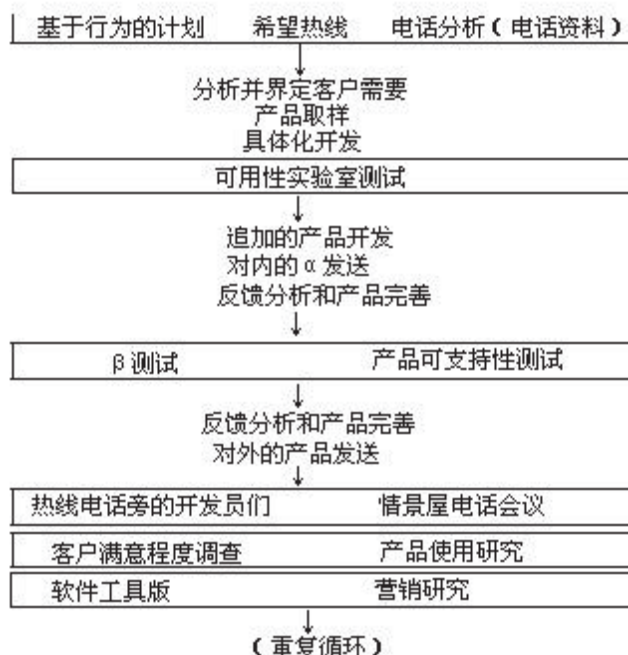 基于行为的计划 希望热线 电话分析(电话资料)
分析并界定客户需要
产品取样
具体化开发
可用性实验室测试
追加的产品开发
对内的α发送
反馈分析和产品完善
β测试 产品可支持性测试
反馈分析和产品完善
对外的产品发送
热线电话旁的开发员们 情景屋电话会议
客户满意程度调查 产品使用研究
软件工具版 营销研究
(重复循环)